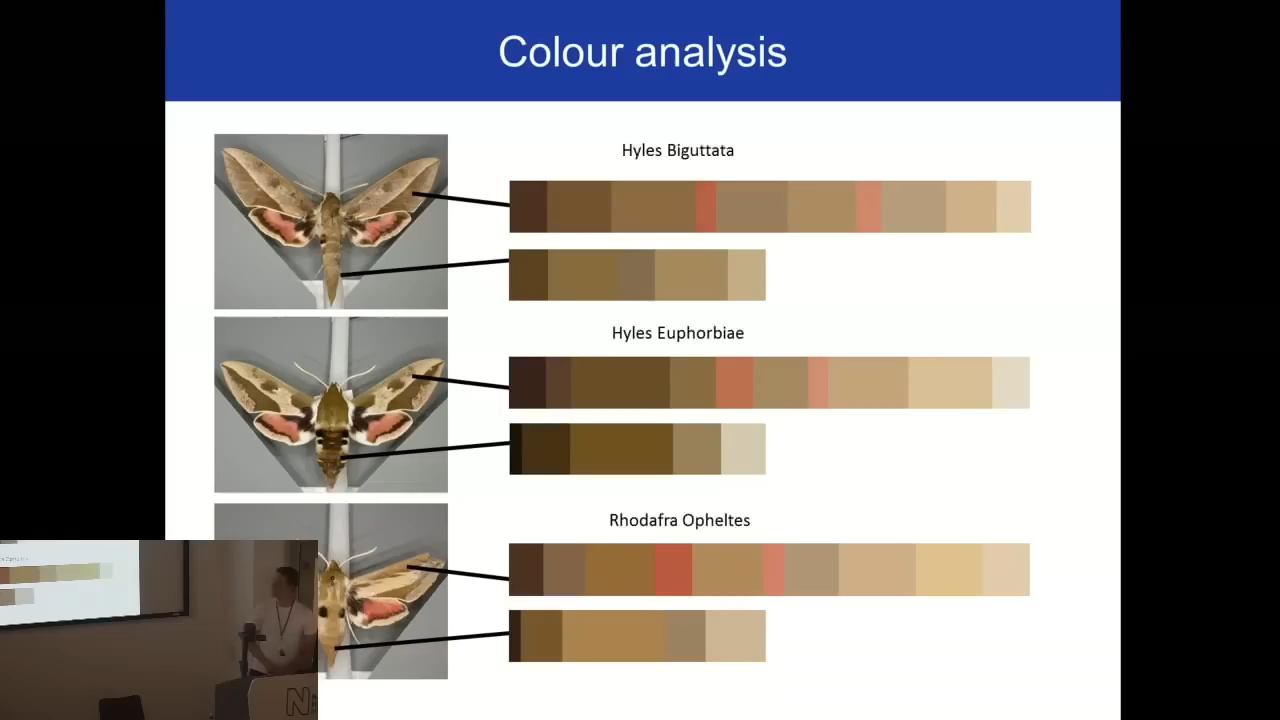 Colour analysis
Hyles Biguttata
Hyles Euphorbiae
Rhodafra Opheltes
N